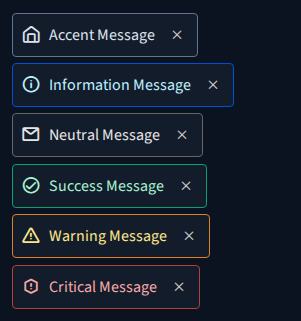 Accent Message
Information Message
Neutral Message
Success Message
Warning Message
Critical Message